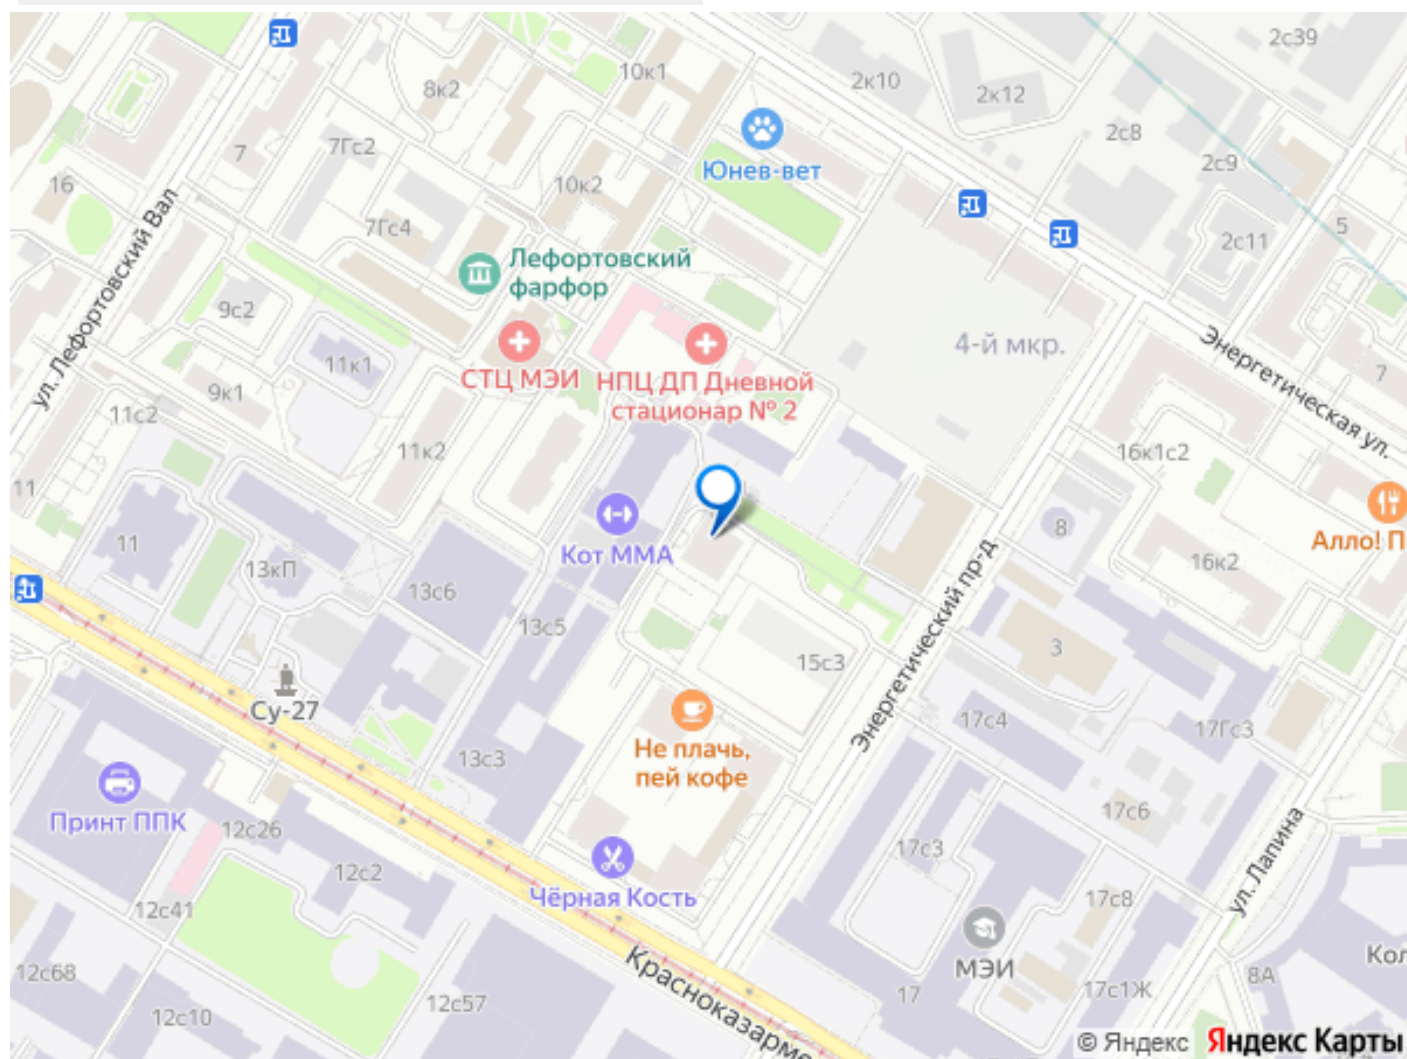 2с39
10к1
2к10
8к2
2к12
2с8
7Гс2
7
2с9
Юнев-вет
16
10к2
7Гс4
5
2с11
Лефортовский
фарфор
ул. Лефортовский Вал
9с2
4-й мкр.
Энергетическая ул.
11к1
СТЦ МЭИ
НПЦ ДП Дневной
стационар № 2
7
9к1
11с2
11к2
16к1с2
11
8
Алло! П
11
Кот ММА
16к2
13кП
13с6
13с5
Энергетический пр-д
3
15с3
Су-27
17с4
17Гс3
13с3
Не плачь,
пей кофе
Принт ППК
12с26
17с6
17с3
ул. Лапина
12с2
Чёрная Кость
17с8
12с41
МЭИ
Кол
12с68
Красноказарме
8А
17
17с1Ж
12с57
12с10
© Яндекс Яндекс Карты